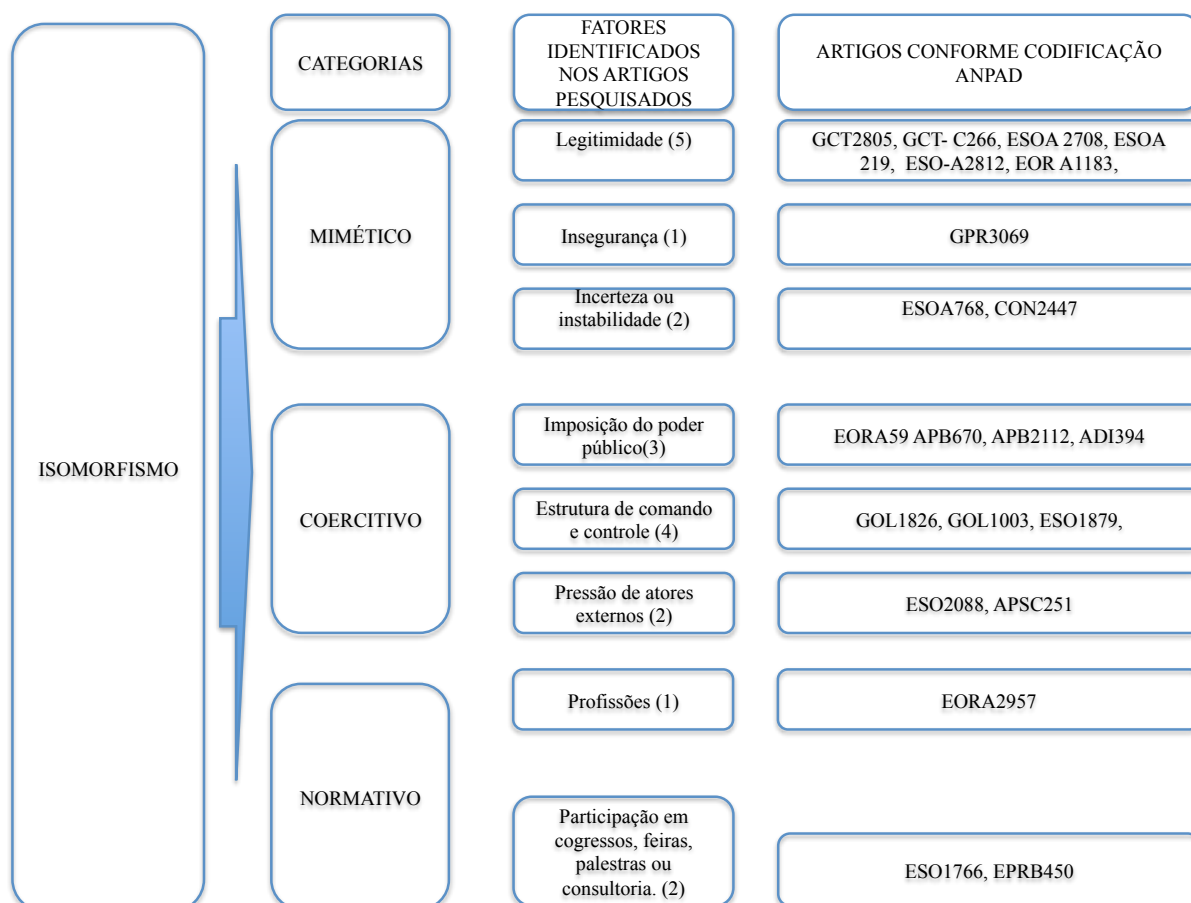 CATEGORIAS
FATORES
IDENTIFICADOS
NOS ARTIGOS
PESQUISADOS
ARTIGOS CONFORME CODIFICAÇÃO
ANPAD
ISOMORFISMO
MIMÉTICO
Legitimidade (5)
GCT2805, GCT- C266, ESOA 2708, ESOA
219, ESO-A2812, EOR A1183,
Insegurança (1)
GPR3069
Incerteza ou
instabilidade (2)
ESOA768, CON2447
COERCITIVO
Imposição do poder
público(3)
EORA59 APB670, APB2112, ADI394
Estrutura de comando
e controle (4)
GOL1826, GOL1003, ESO1879,
Pressão de atores
externos (2)
ESO2088, APSC251
NORMATIVO
Profissões (1)
EORA2957
Participação em
cogressos, feiras,
palestras ou
consultoria. (2)
ESO1766, EPRB450